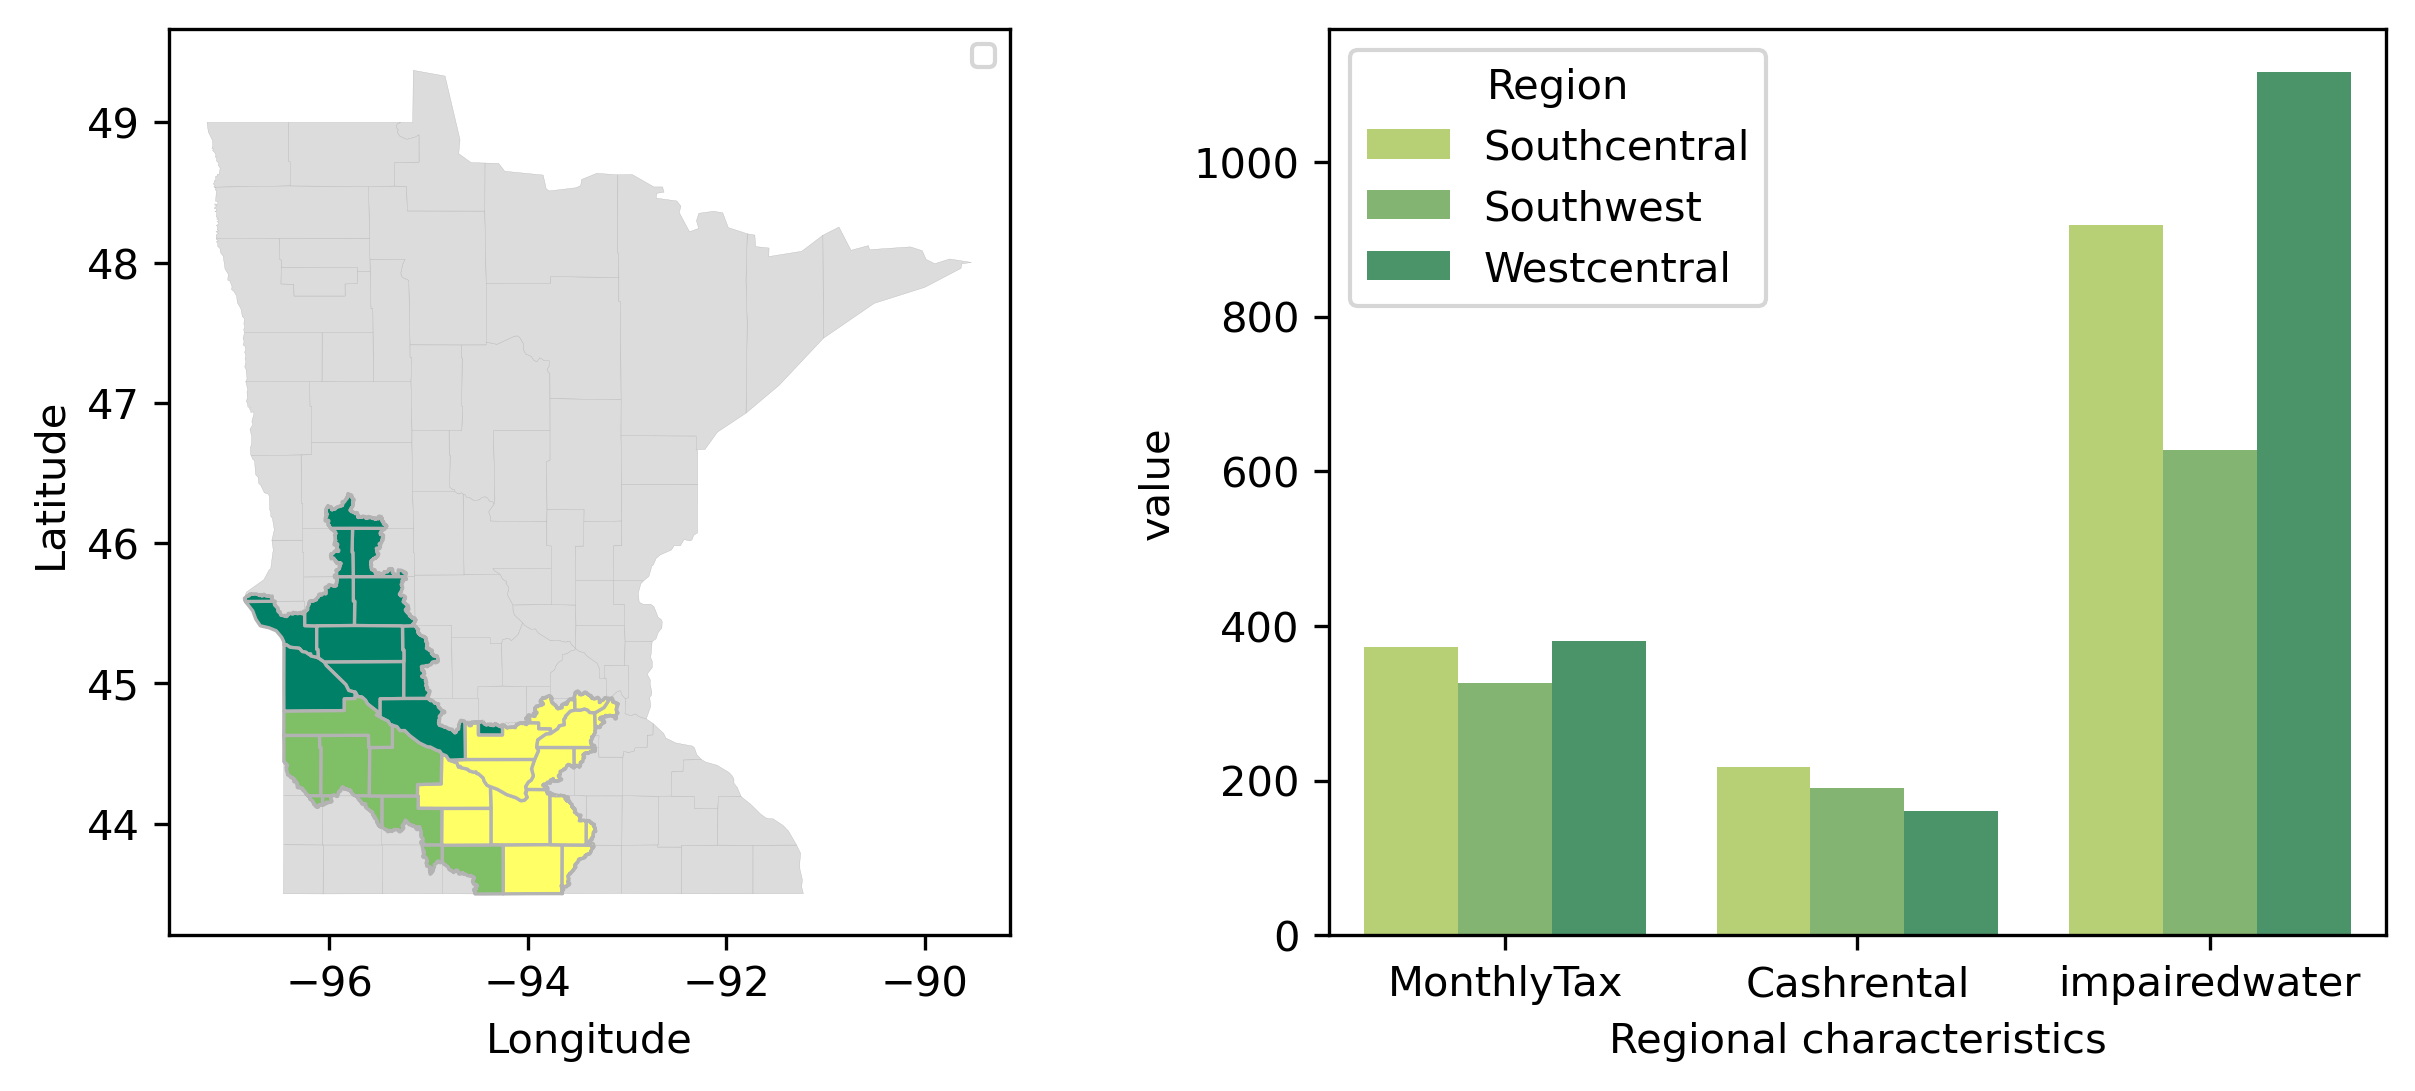 49
48
47
46
45
44
Latitude
−96
−94
−92
−90
Longitude
Region
Southcentral
Southwest
Westcentral
1000
800
600
400
200
0
value
MonthlyTax
Cashrental
impairedwater
Regional characteristics